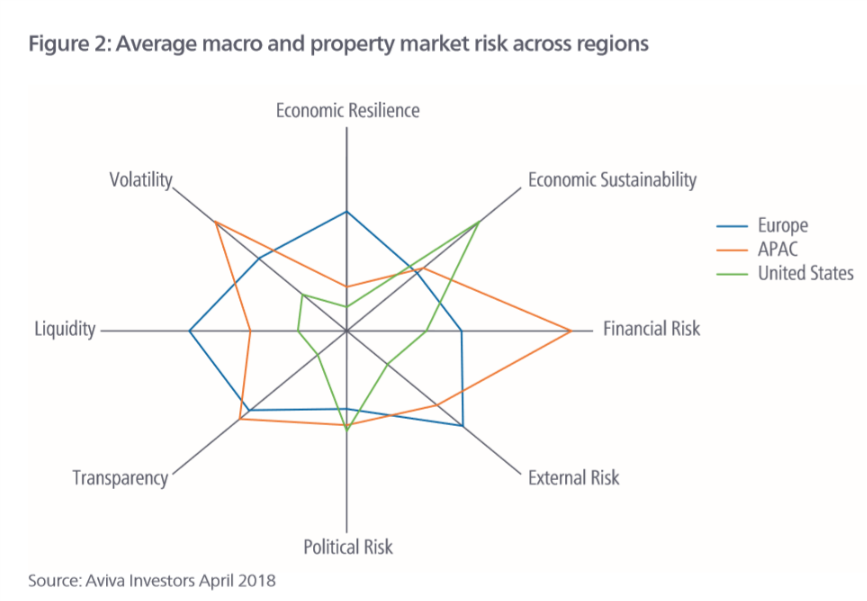 Figure 2: Average macro and property market risk across regions
Economic Resilience
Volatility
Economic Sustainability
Europe
APAC
United States
Liquidity
Financial Risk
Transparency
External Risk
Political Risk
Source: Aviva Investors April 2018